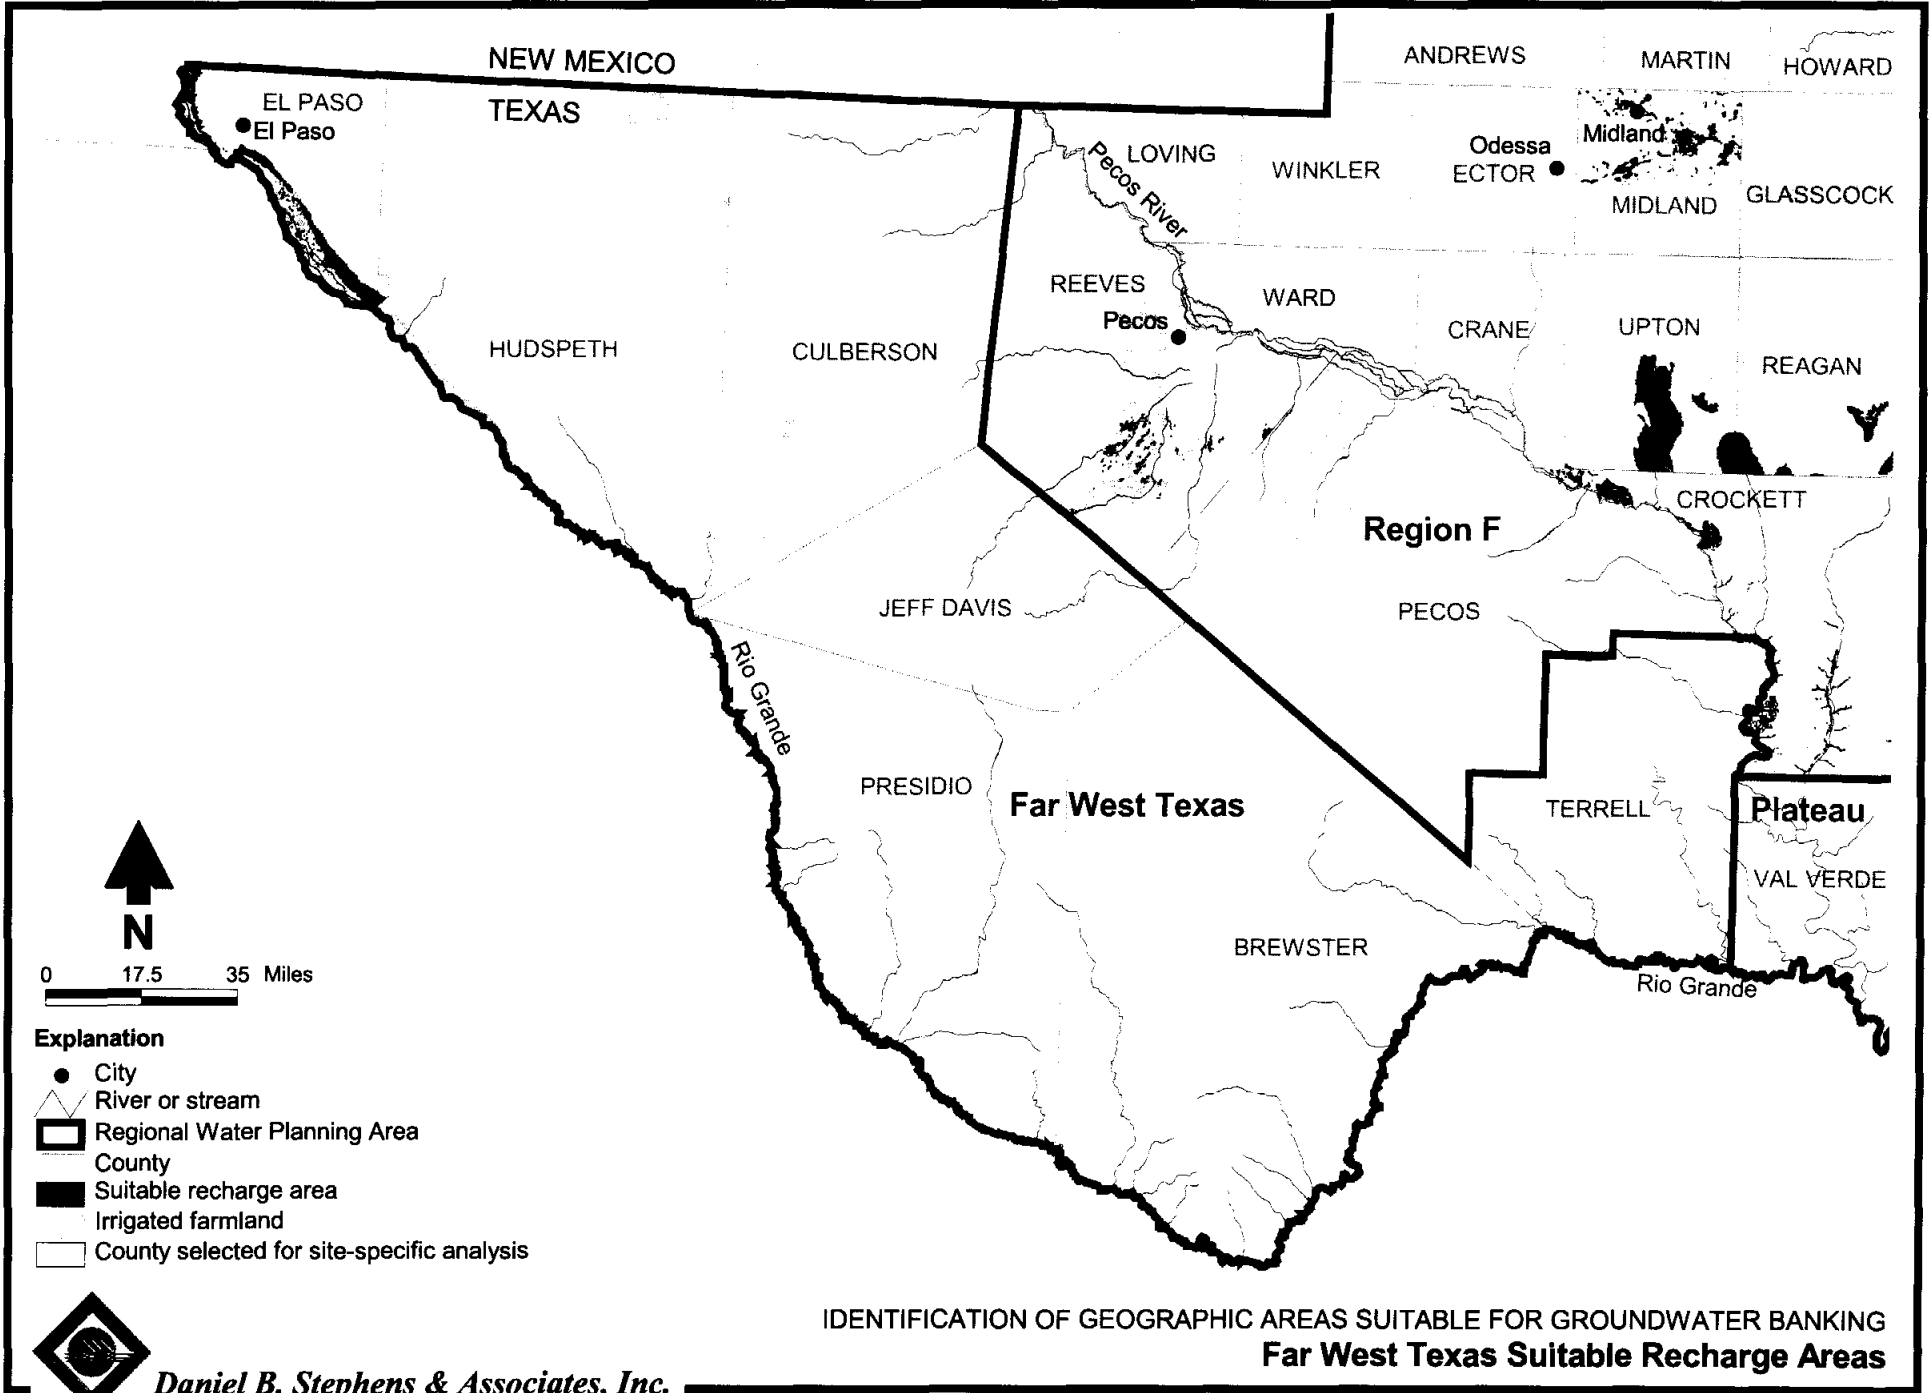 NEW MEXICO
TEXAS
ANDREWS
MARTIN
HOWARD
EL PASO
El Paso
Pecos River
LOVING
WINKLER
Odessa
ECTOR
Midland
MIDLAND
GLASSCOCK
REEVES
Pecos
WARD
CRANE
UPTON
REAGAN
HUDSPETH
CULBERSON
CROCKETT
Region F
JEFF DAVIS
PECOS
Rio Grande
PRESIDIO
Far West Texas
TERRELL
Plateau
VAL VERDE
BREWSTER
Rio Grande
N
0 17.5 35 Miles
Explanation
City
River or stream
Regional Water Planning Area
County
Suitable recharge area
Irrigated farmland
County selected for site-specific analysis
IDENTIFICATION OF GEOGRAPHIC AREAS SUITABLE FOR GROUNDWATER BANKING
Far West Texas Suitable Recharge Areas
Daniel B. Stephens & Associates, Inc.